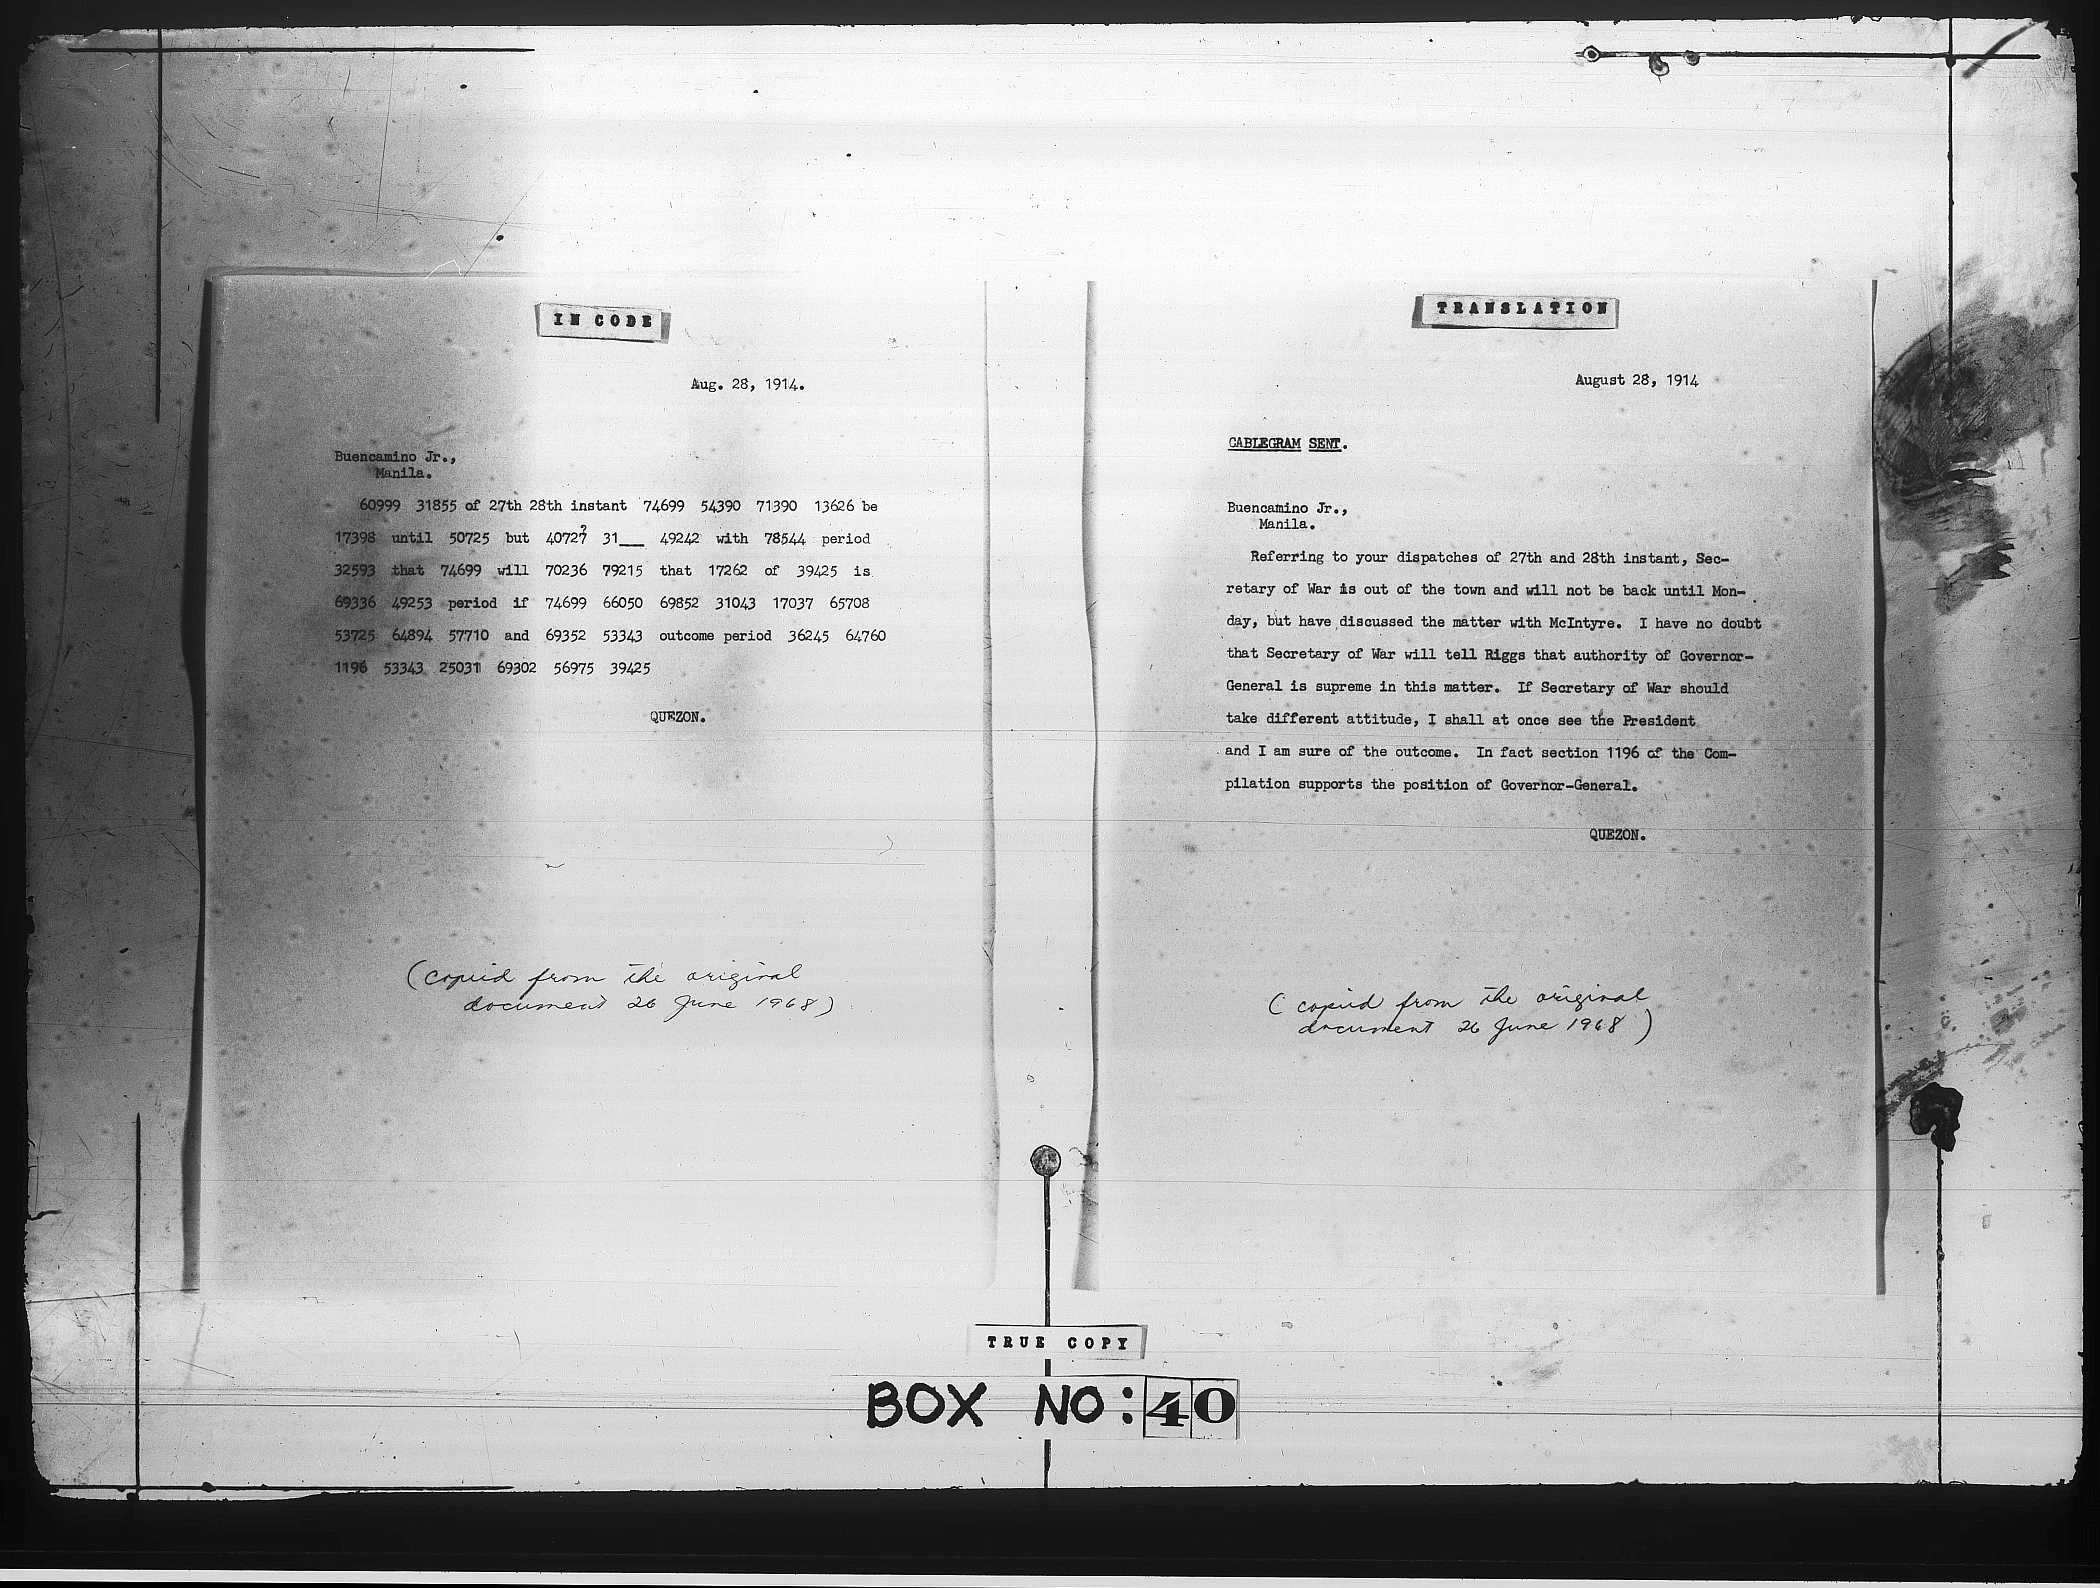 IN CODE
Aug. 28, 1914.
Buencamino Jr.,
Manila.
60999 31855 of 27th 28th instant 74699 54390 71390 13626 be
17398 until 50725 but 40727? 31___ 49242 with 78544 period
32593 that 74699 will 70236 79215 that 17262 of 39425 is
69336 49253 period if 74699 66050 69852 31043 17037 65708
53725 64894 57710 and 69352 53343 outcome period 36245 64760
1196 53343 25031 69302 56975 39425
QUEZON.
(copied from the original
document 26 June 1968)
TRANSLATION
August 28, 1914
CABLEGRAM SENT.
Buencamino Jr.,
Manila.
Referring to your dispatches of 27th and 28th instant, Sec-
retary of War is out of the town and will not be back until Mon-
day, but have discussed the matter with McIntyre. I have no doubt
that Secretary of War will tell Riggs that authority of Governor-
General is supreme in this matter. If Secretary of War should
take different attitude, I shall at once see the President
and I am sure of the outcome. In fact section 1196 of the Com-
pilation supports the position of Governor-General.
QUEZON.
(copied from the original
document 26 June 1968)
TRUE COPY
BOX NO: 40